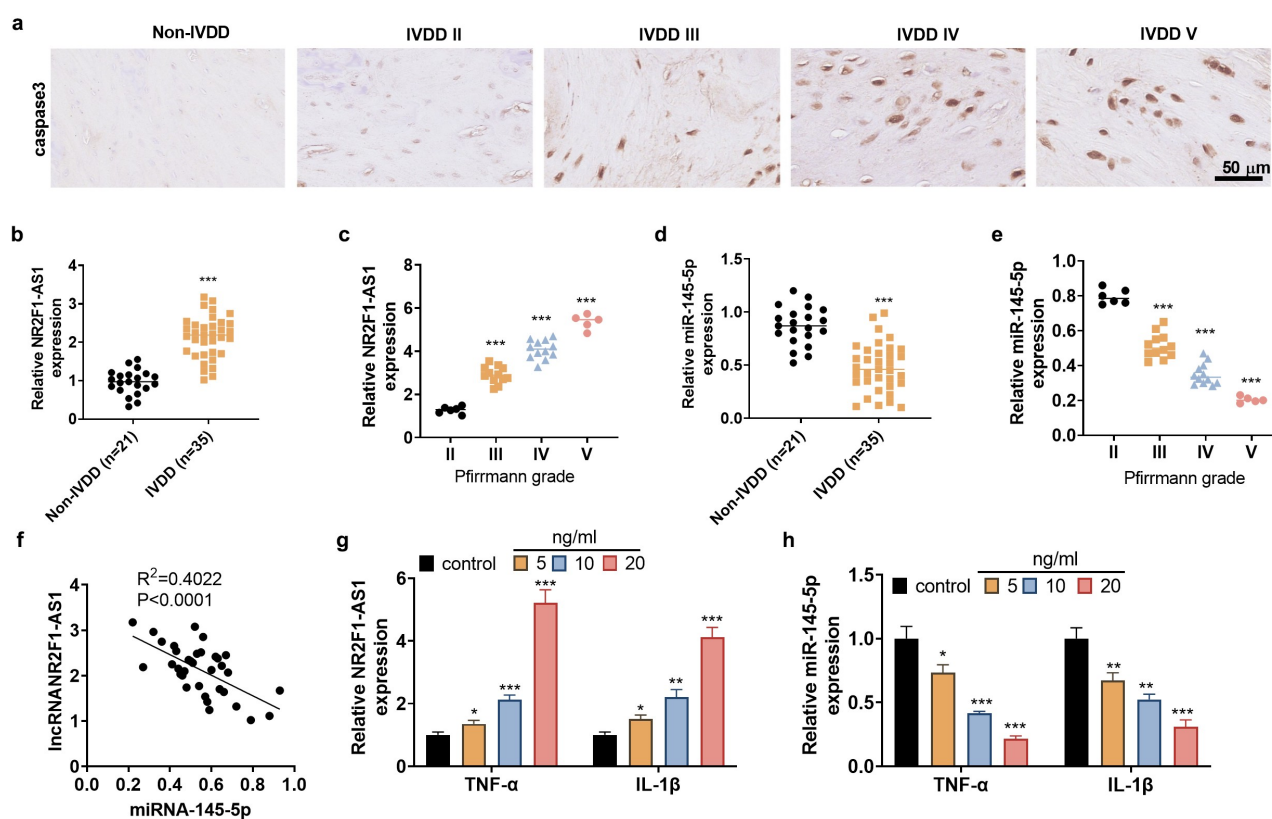 a
Non-IVDD IVDD II IVDD III IVDD IV IVDD V
caspase3
50 μm
b
Relative NR2F1-AS1
expression
4
3
2
1
0
***
Non-IVDD (n=21)
IVDD (n=35)
c
Relative NR2F1-AS1
expression
8
6
4
2
0
***
***
***
II III IV V
Pfirrmann grade
d
Relative miR-145-5p
expression
1.5
1.0
0.5
0.0
***
Non-IVDD (n=21)
IVDD (n=35)
e
Relative miR-145-5p
expression
1.0
0.8
0.6
0.4
0.2
0.0
***
***
***
II III IV V
Pfirrmann grade
f
R²=0.4022
P<0.0001
lncRNANR2F1-AS1
4
3
2
1
0
0.0 0.2 0.4 0.6 0.8 1.0
miRNA-145-5p
g
ng/ml
control 5 10 20
Relative NR2F1-AS1
expression
6
4
2
0
* *** *** * ** ***
TNF-α IL-1β
h
ng/ml
control 5 10 20
Relative miR-145-5p
expression
1.5
1.0
0.5
0.0
* *** *** ** ** ***
TNF-α IL-1β